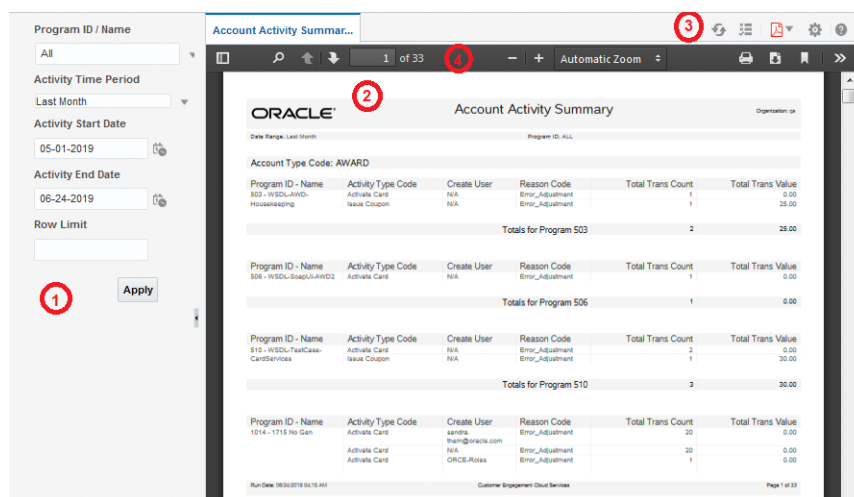 Program ID / Name
All
Activity Time Period
Last Month
Activity Start Date
05-01-2019
Activity End Date
06-24-2019
Row Limit
Apply
1
Account Activity Summar...
3
1 of 33
4
Automatic Zoom
2
ORACLE
Account Activity Summary
Organization: qa
Date Range: Last Month Program ID: ALL
Account Type Code: AWARD
Program ID - Name Activity Type Code Create User Reason Code Total Trans Count Total Trans Value
503 - WSDL-AWD- Activate Card N/A Error_Adjustment 1 0.00
Housekeeping Issue Coupon N/A Error_Adjustment 1 25.00
Totals for Program 503 2 25.00
Program ID - Name Activity Type Code Create User Reason Code Total Trans Count Total Trans Value
506 - WSDL-SoapUI-AWD2 Activate Card N/A Error_Adjustment 1 0.00
Totals for Program 506 1 0.00
Program ID - Name Activity Type Code Create User Reason Code Total Trans Count Total Trans Value
510 - WSDL-TestCase- Activate Card N/A Error_Adjustment 2 0.00
CardServices Issue Coupon N/A Error_Adjustment 1 30.00
Totals for Program 510 3 30.00
Program ID - Name Activity Type Code Create User Reason Code Total Trans Count Total Trans Value
1014 - 1715 No Gen Activate Card sandra. Error_Adjustment 20 0.00
them@oracle.com
Activate Card N/A Error_Adjustment 20 0.00
Activate Card ORCE-Roles Error_Adjustment 1 0.00
Run Date: 06/24/2019 04:15 AM Customer Engagement Cloud Services Page 1 of 33